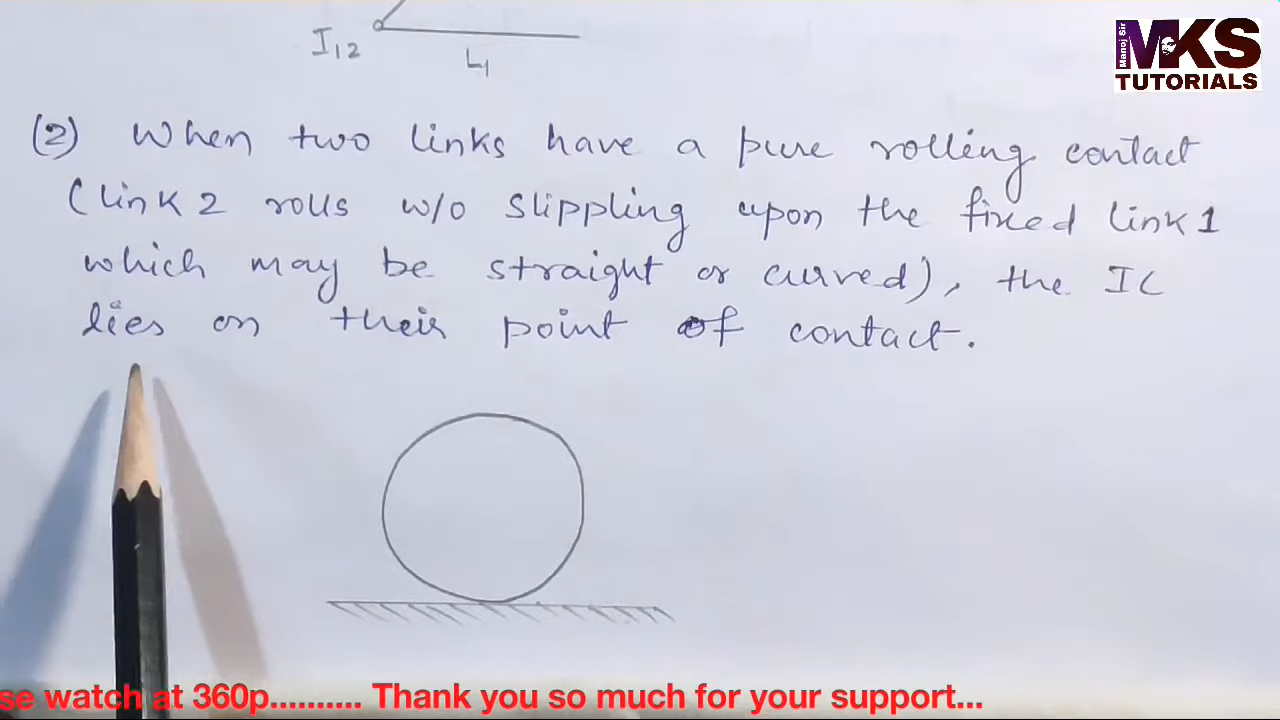 I12
L1
Manoj Sir
MKS
TUTORIALS
(2) When two links have a pure rolling contact
(link 2 rolls w/o slippling upon the fixed link 1
which may be straight or curved), the IC
lies on their point of contact.
se watch at 360p.......... Thank you so much for your support...